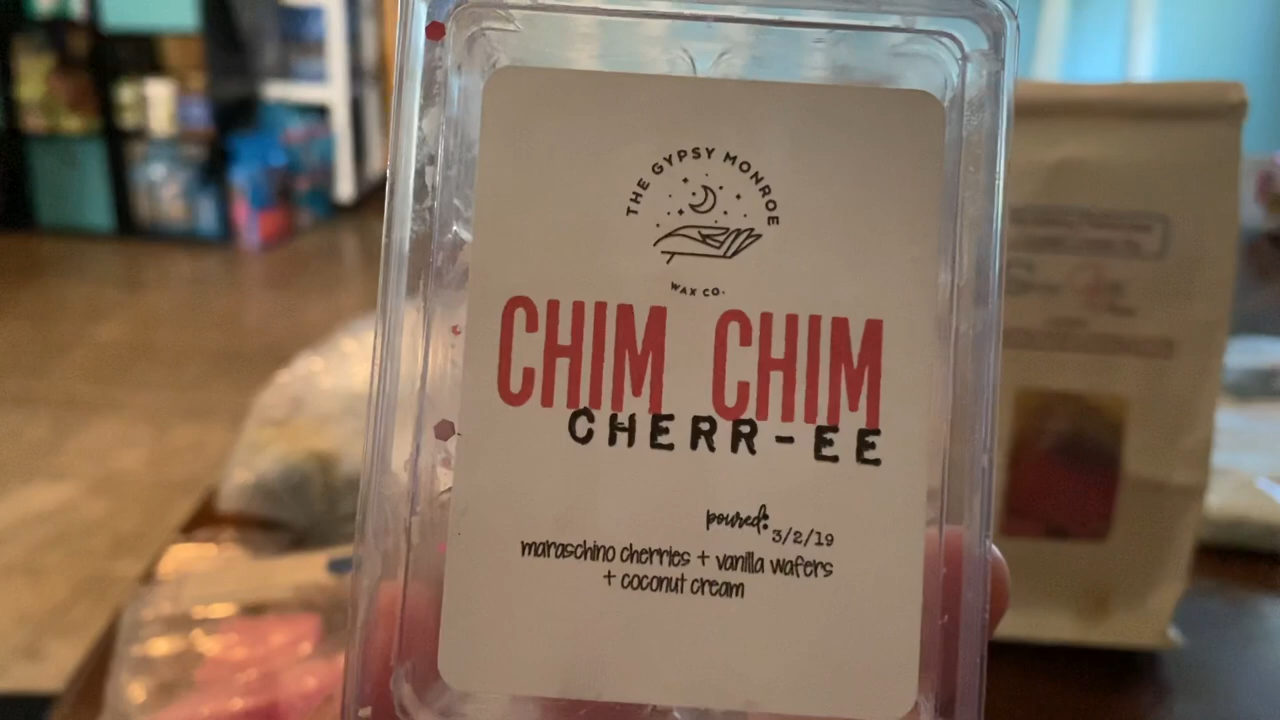 THE GYPSY MONROE
WAX CO.
CHIM CHIM
CHERR-EE
poured:
3/2/19
maraschino cherries + vanilla wafers
+ coconut cream